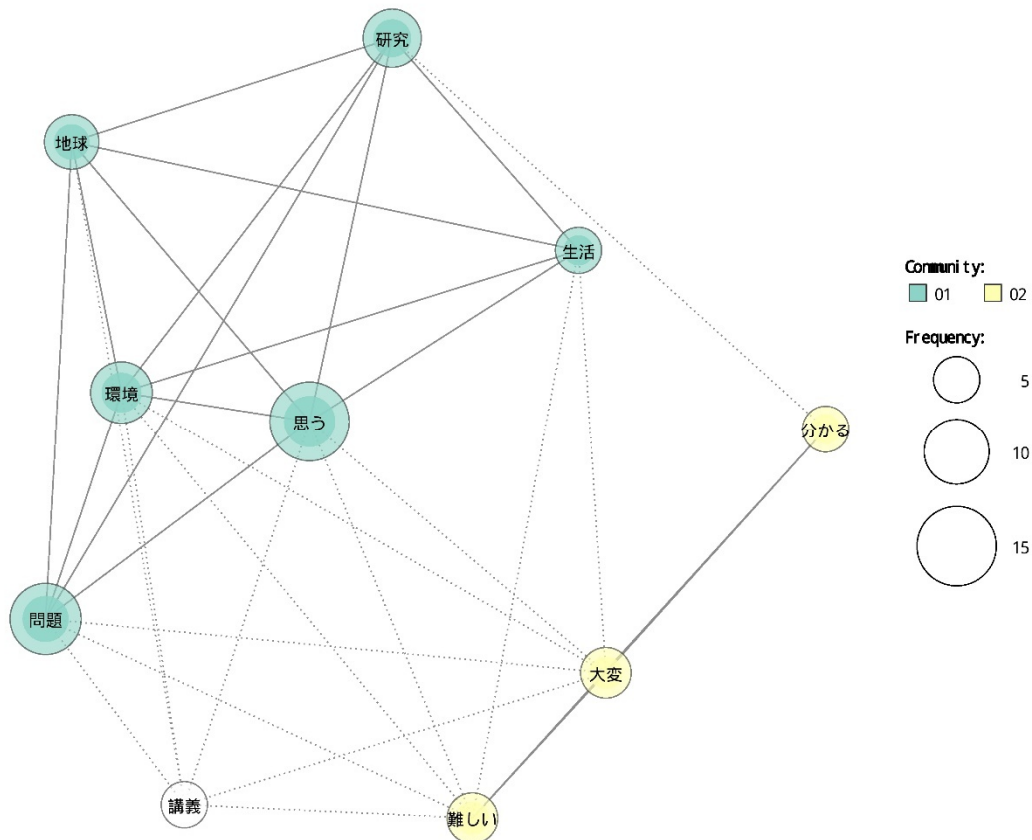 研究
地球
生活
環境
思う
分かる
問題
大変
講義
難しい
Community:
01 02
Frequency:
5
10
15